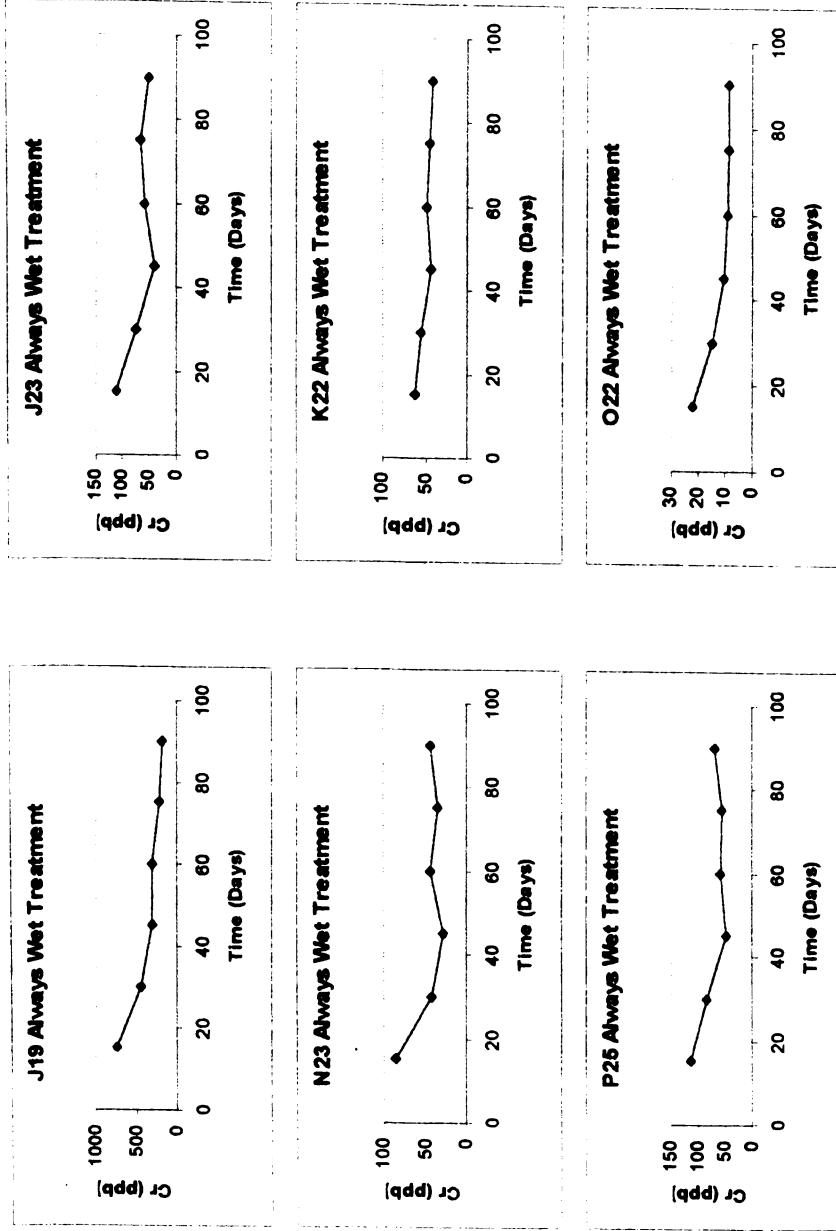 J19 Always Wet Treatment
Cr (ppb)
1000
500
0
0 20 40 60 80 100
Time (Days)
J23 Always Wet Treatment
Cr (ppb)
150
100
50
0
0 20 40 60 80 100
Time (Days)
N23 Always Wet Treatment
Cr (ppb)
100
50
0
0 20 40 60 80 100
Time (Days)
K22 Always Wet Treatment
Cr (ppb)
100
50
0
0 20 40 60 80 100
Time (Days)
P25 Always Wet Treatment
Cr (ppb)
150
100
50
0
0 20 40 60 80 100
Time (Days)
O22 Always Wet Treatment
Cr (ppb)
30
20
10
0
0 20 40 60 80 100
Time (Days)